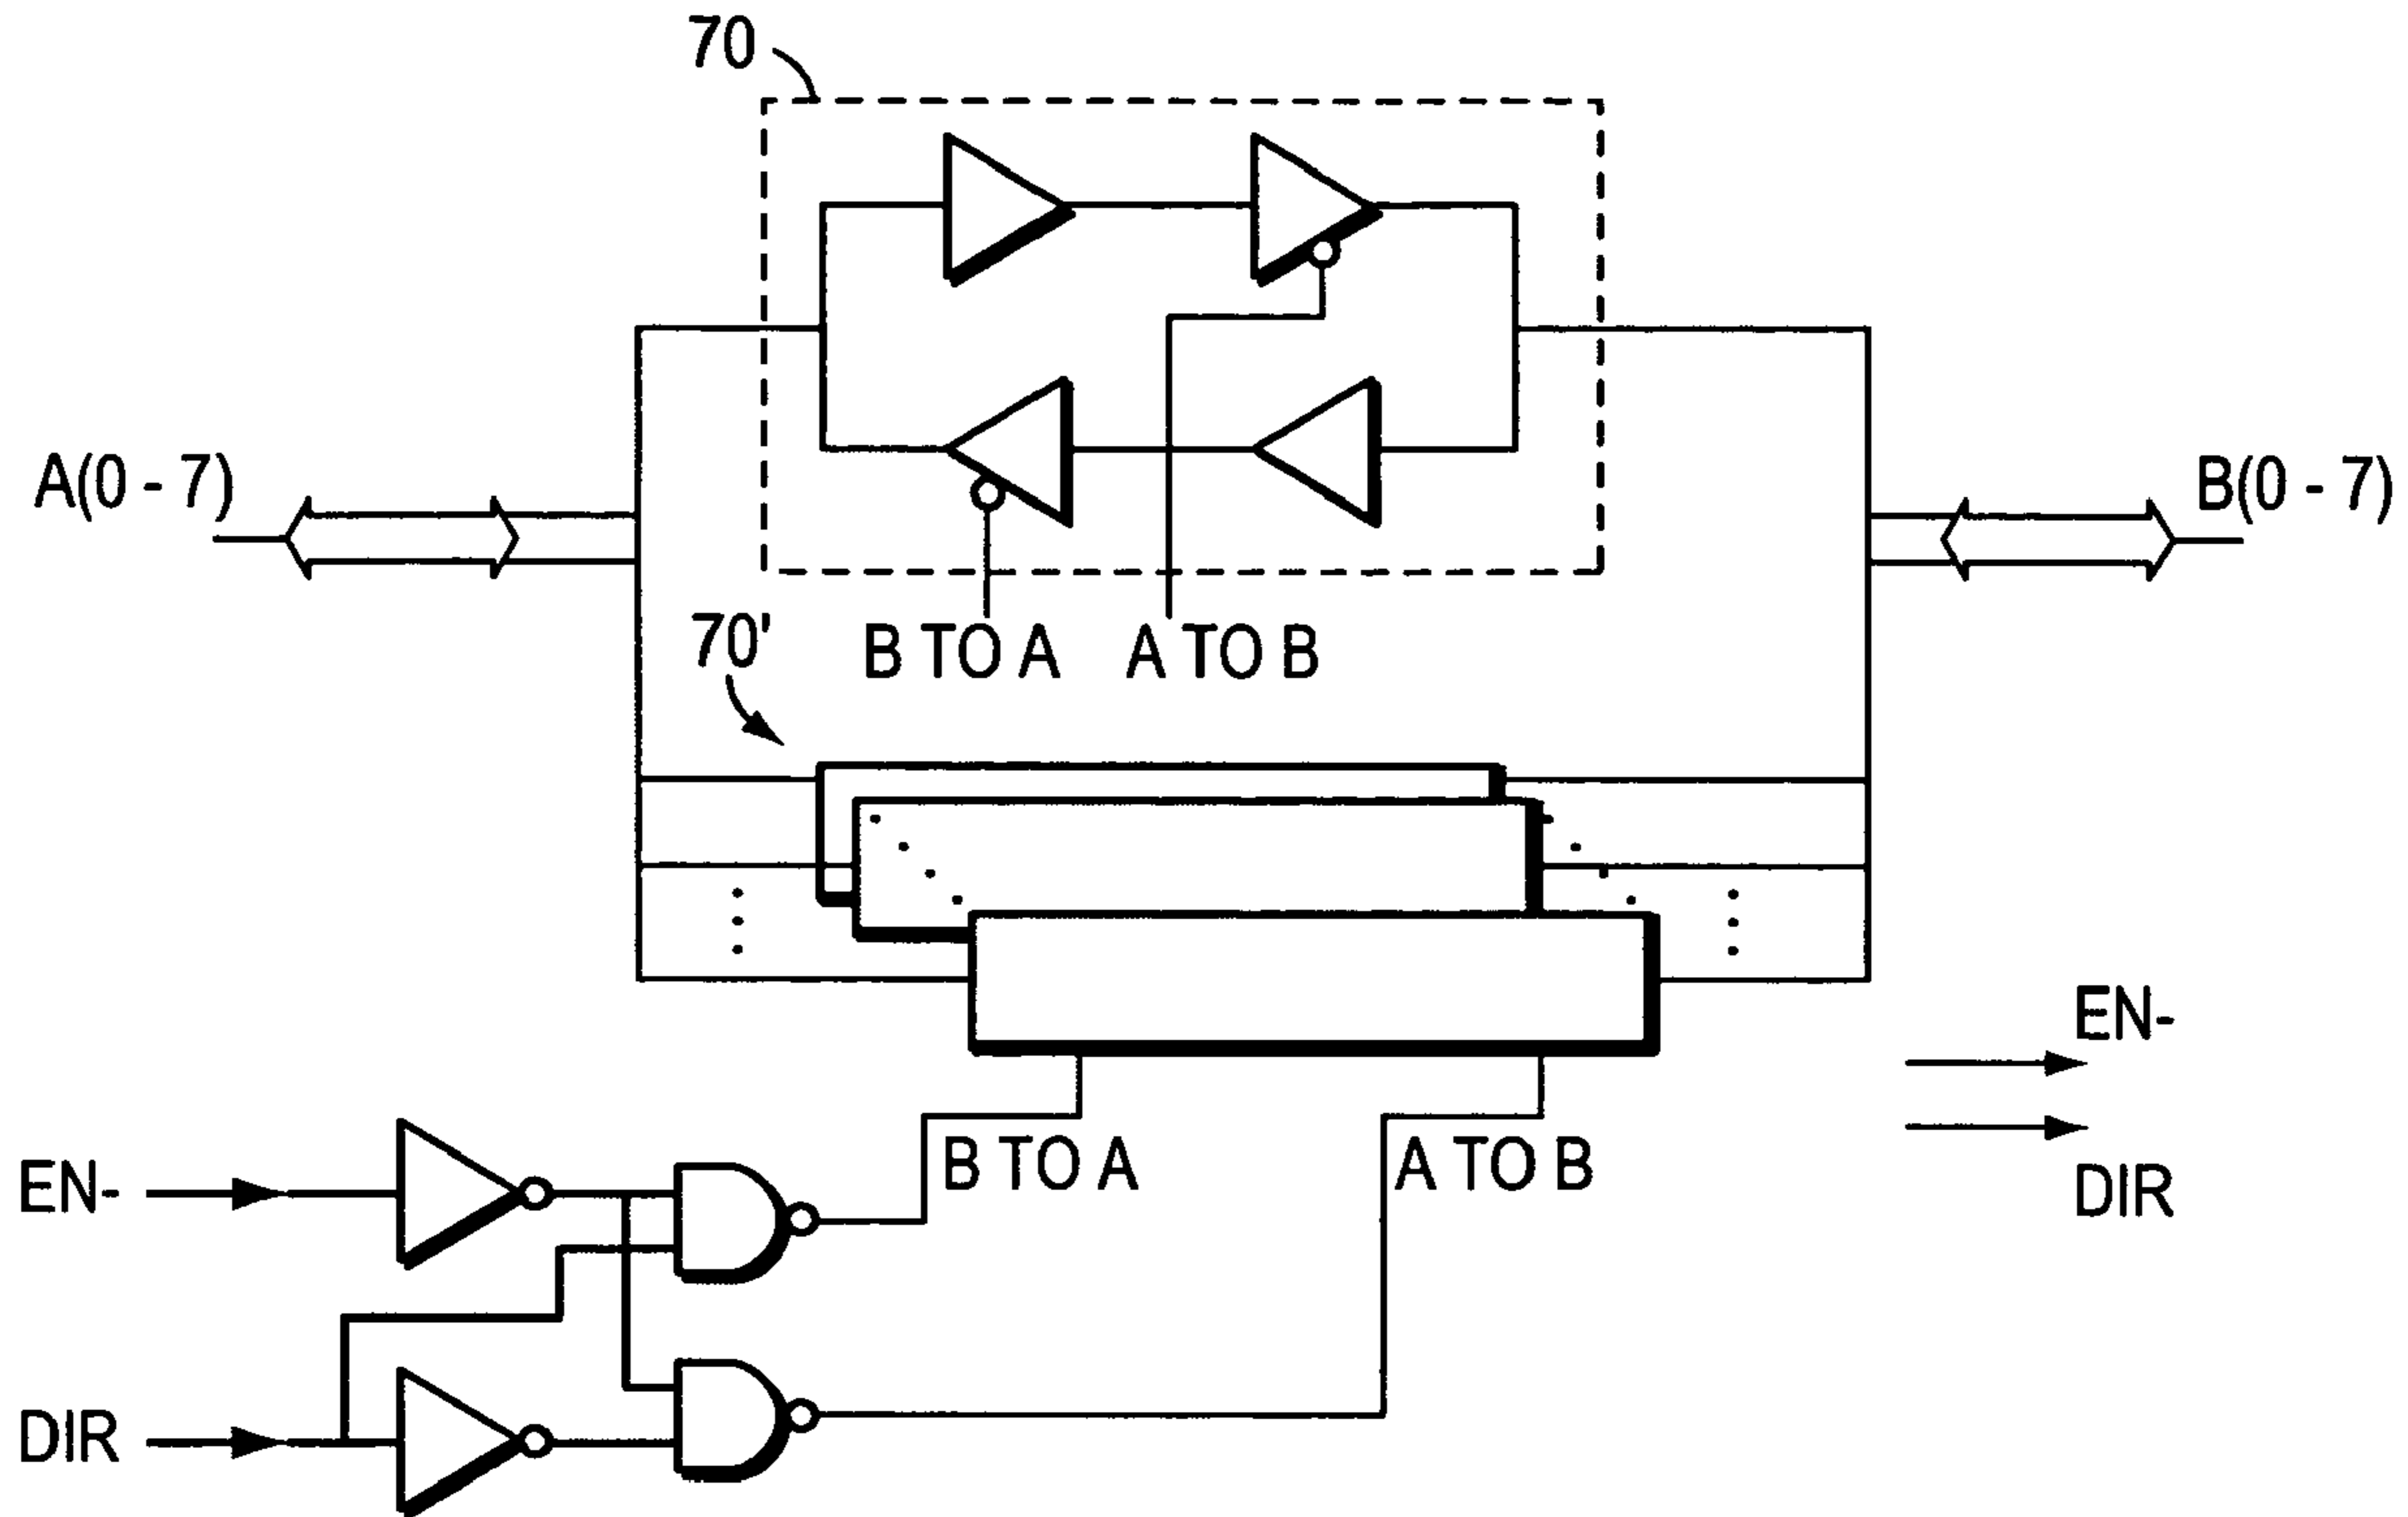 70
A(0 - 7)
B(0 - 7)
B TO A
A TO B
70'
EN-
B TO A
A TO B
EN-
DIR
DIR